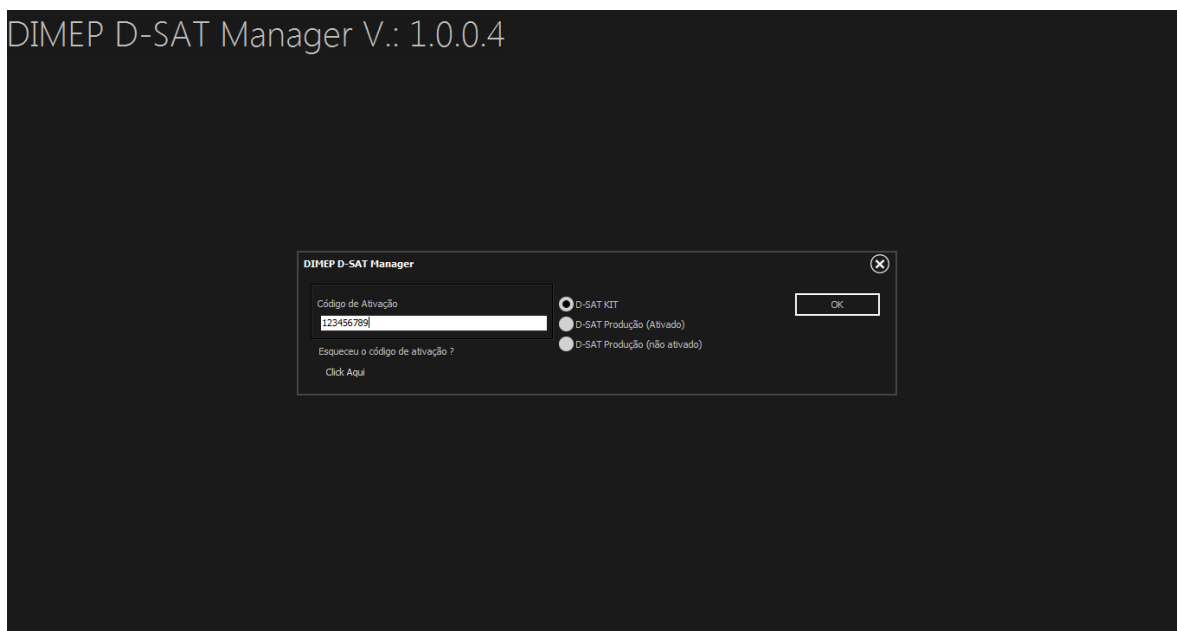 DIMEP D-SAT Manager V.: 1.0.0.4
DIMEP D-SAT Manager
Código de Ativação
123456789
Esqueceu o código de ativação ?
Click Aqui
D-SAT KIT
D-SAT Produção (Ativado)
D-SAT Produção (não ativado)
OK